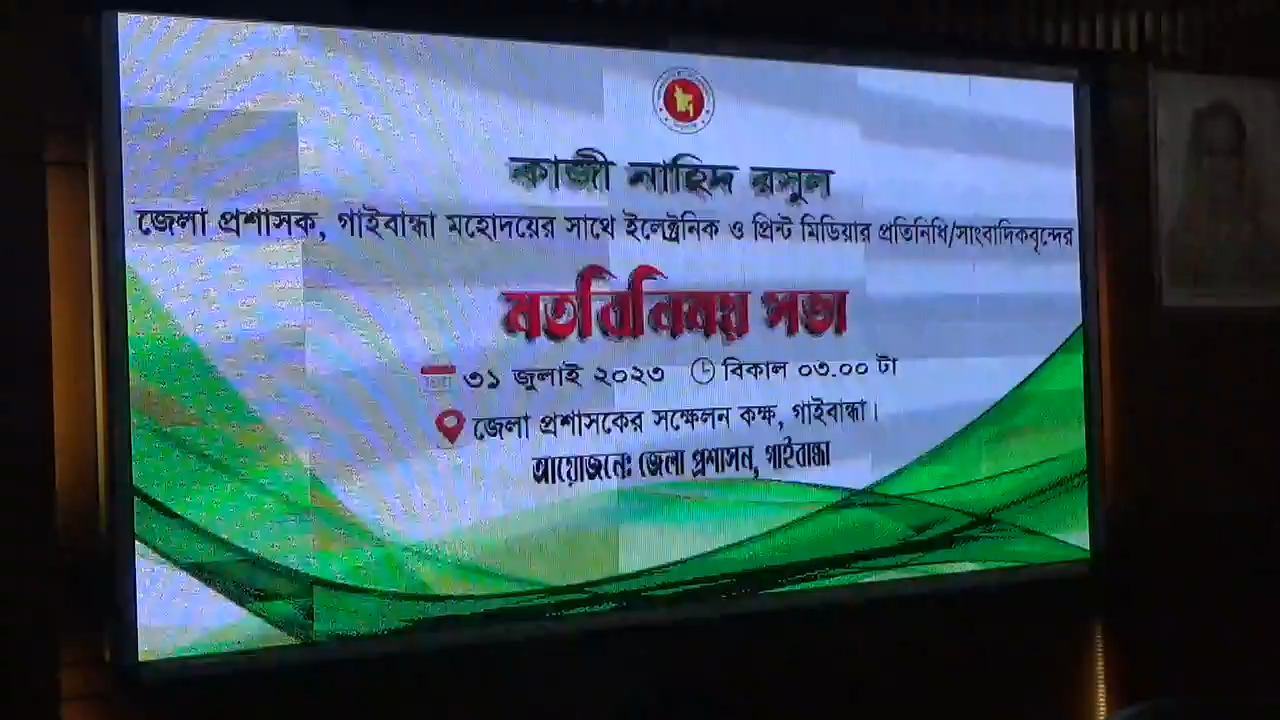 কাজী নাহিদ রসুল
জেলা প্রশাসক, গাইবান্ধা মহোদয়ের সাথে ইলেক্ট্রনিক ও প্রিন্ট মিডিয়ার প্রতিনিধি/সাংবাদিকবৃন্দের
মতবিনিময় সভা
৩১ জুলাই ২০২৩ বিকাল ০৩.০০ টা
জেলা প্রশাসকের সম্মেলন কক্ষ, গাইবান্ধা।
আয়োজনেঃ জেলা প্রশাসন, গাইবান্ধা